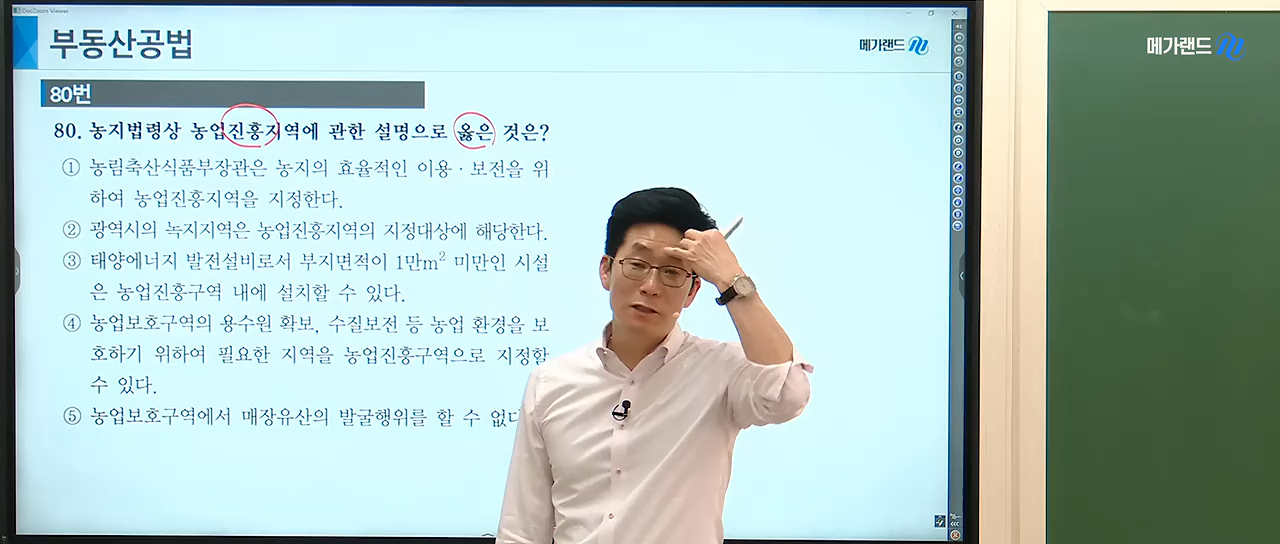 DocZoom Viewer
부동산공법
메가랜드
메가랜드
80번
80. 농지법령상 농업진흥지역에 관한 설명으로 옳은 것은?
① 농림축산식품부장관은 농지의 효율적인 이용·보전을 위
하여 농업진흥지역을 지정한다.
② 광역시의 녹지지역은 농업진흥지역의 지정대상에 해당한다.
③ 태양에너지 발전설비로서 부지면적이 1만m² 미만인 시설
은 농업진흥구역 내에 설치할 수 있다.
④ 농업보호구역의 용수원 확보, 수질보전 등 농업 환경을 보
호하기 위하여 필요한 지역을 농업진흥구역으로 지정할
수 있다.
⑤ 농업보호구역에서 매장유산의 발굴행위를 할 수 없다